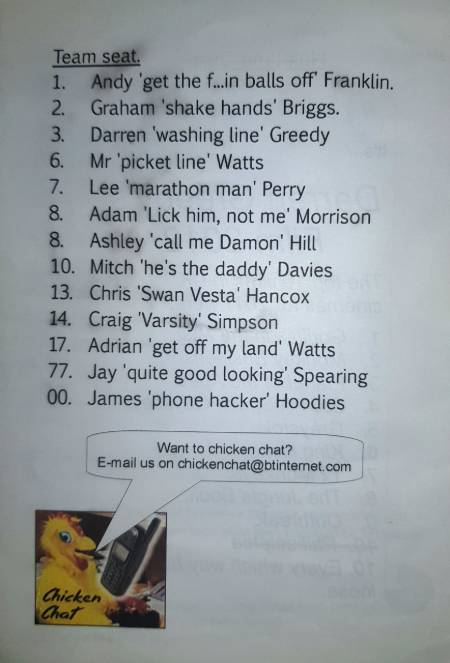 Team seat.
1. Andy 'get the f...in balls off' Franklin.
2. Graham 'shake hands' Briggs.
3. Darren 'washing line' Greedy
6. Mr 'picket line' Watts
7. Lee 'marathon man' Perry
8. Adam 'Lick him, not me' Morrison
8. Ashley 'call me Damon' Hill
10. Mitch 'he's the daddy' Davies
13. Chris 'Swan Vesta' Hancox
14. Craig 'Varsity' Simpson
17. Adrian 'get off my land' Watts
77. Jay 'quite good looking' Spearing
00. James 'phone hacker' Hoodies
Want to chicken chat?
E-mail us on chickenchat@btinternet.com
Chicken
Chat